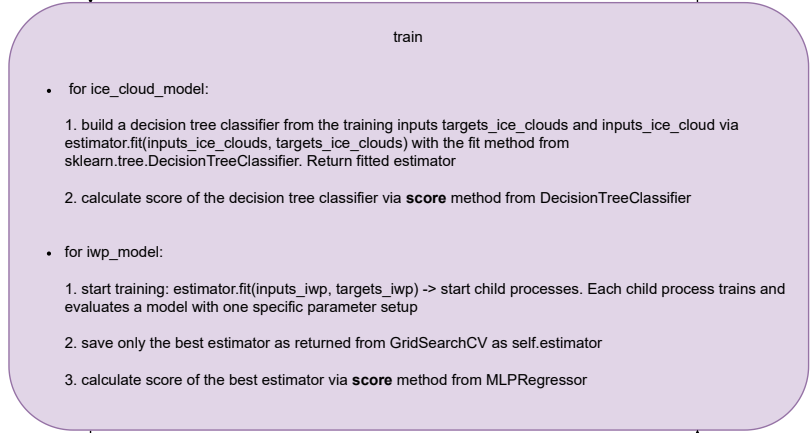 train
• for ice_cloud_model:
1. build a decision tree classifier from the training inputs targets_ice_clouds and inputs_ice_cloud via
estimator.fit(inputs_ice_clouds, targets_ice_clouds) with the fit method from
sklearn.tree.DecisionTreeClassifier. Return fitted estimator
2. calculate score of the decision tree classifier via score method from DecisionTreeClassifier
• for iwp_model:
1. start training: estimator.fit(inputs_iwp, targets_iwp) -> start child processes. Each child process trains and
evaluates a model with one specific parameter setup
2. save only the best estimator as returned from GridSearchCV as self.estimator
3. calculate score of the best estimator via score method from MLPRegressor